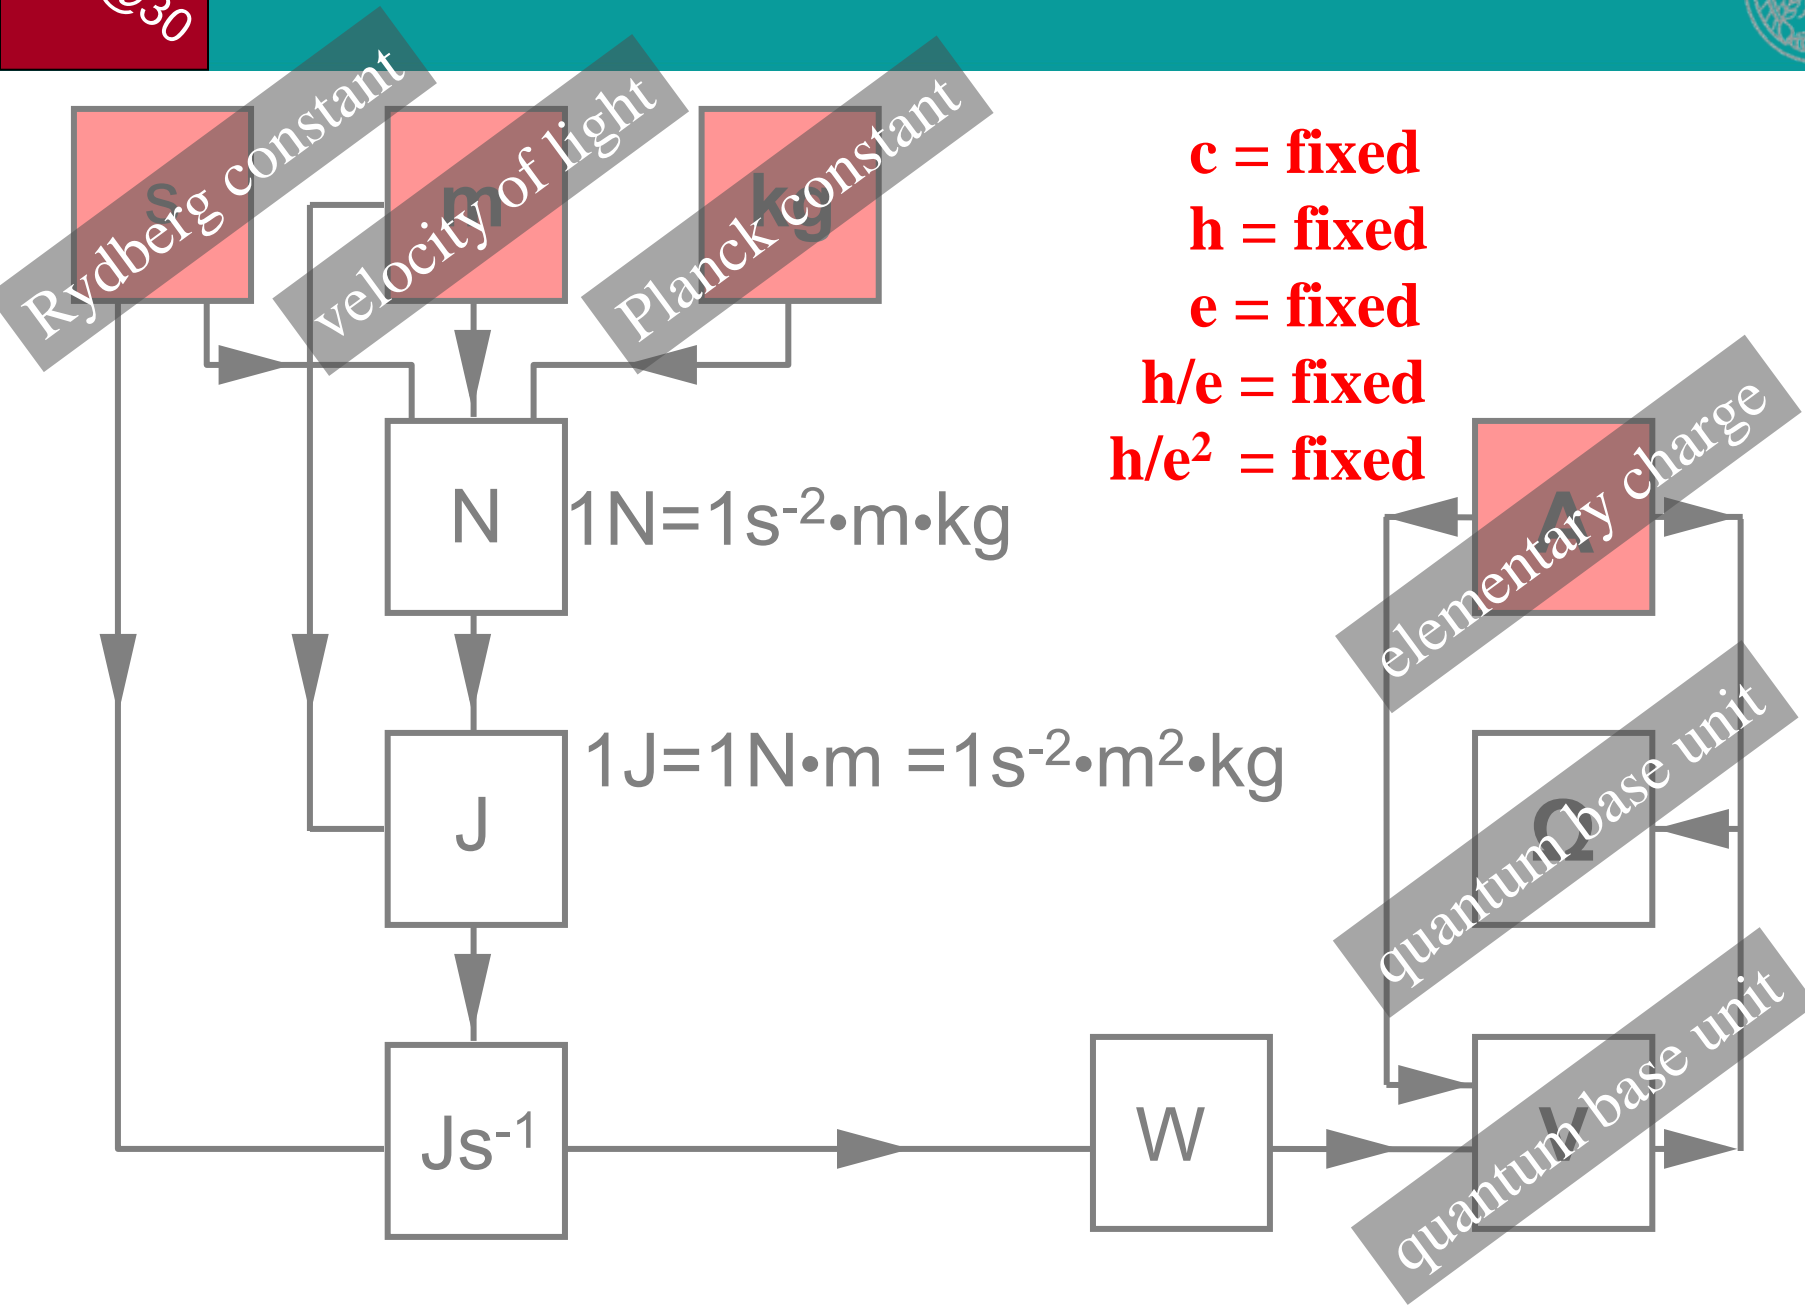 @30
s
Rydberg constant
m
velocity of light
kg
Planck constant
c = fixed
h = fixed
e = fixed
h/e = fixed
h/e² = fixed
N
1N=1s⁻²•m•kg
A
elementary charge
J
1J=1N•m =1s⁻²•m²•kg
Ω
quantum base unit
Js⁻¹
W
V
quantum base unit